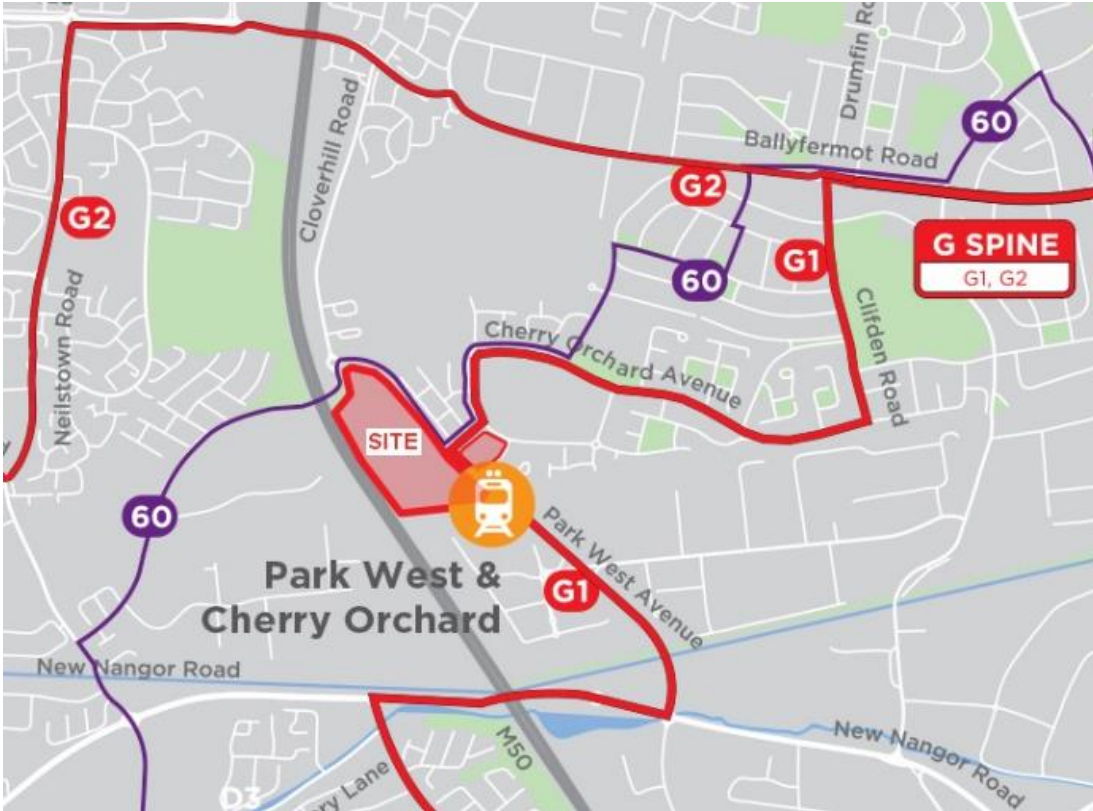 Drumfin Ro
Cloverhill Road
60
Ballyfermot Road
G2
G2
G1
G SPINE
G1, G2
60
Neilstown Road
Cherry Orchard Avenue
Clifden Road
SITE
60
Park West Avenue
Park West &
Cherry Orchard
G1
New Nangor Road
M50
New Nangor Road
ry Lane
D3